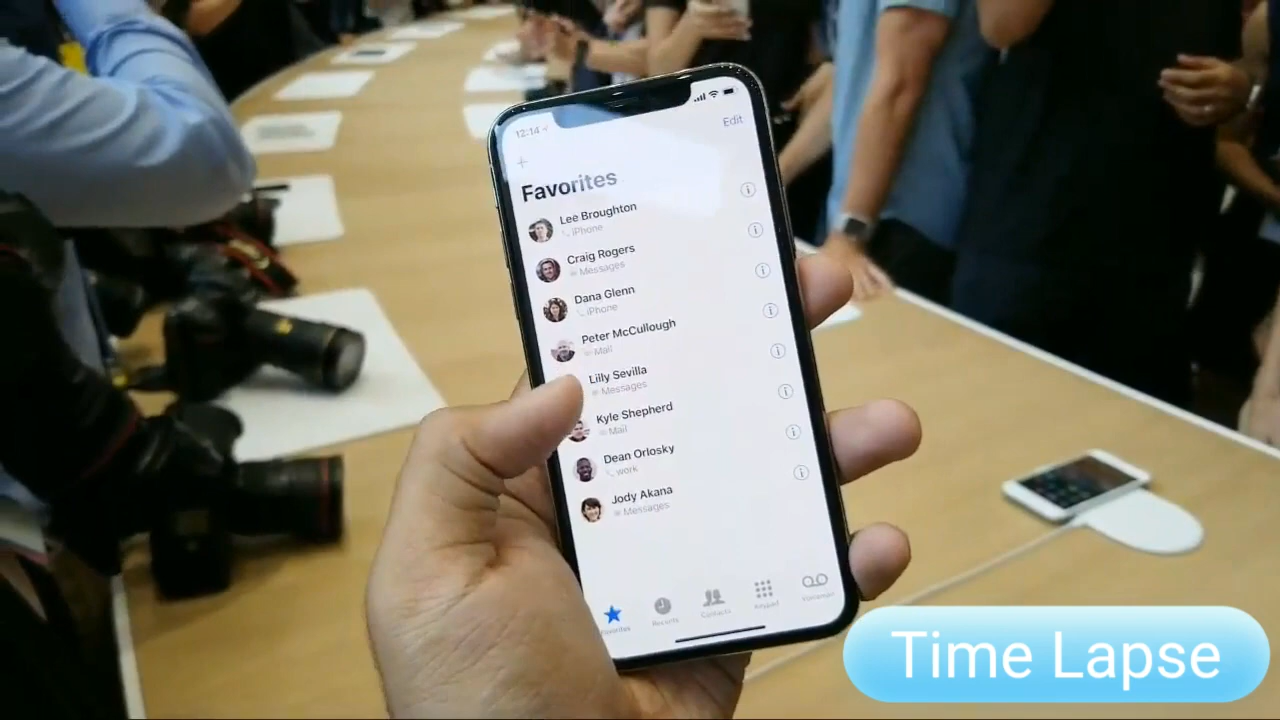 12:14
Edit
+
Favorites
Lee Broughton
iPhone
Craig Rogers
Messages
Dana Glenn
iPhone
Peter McCullough
Mail
Lilly Sevilla
Messages
Kyle Shepherd
Mail
Dean Orlosky
work
Jody Akana
Messages
Favorites
Recents
Contacts
Keypad
Voicemail
Time Lapse